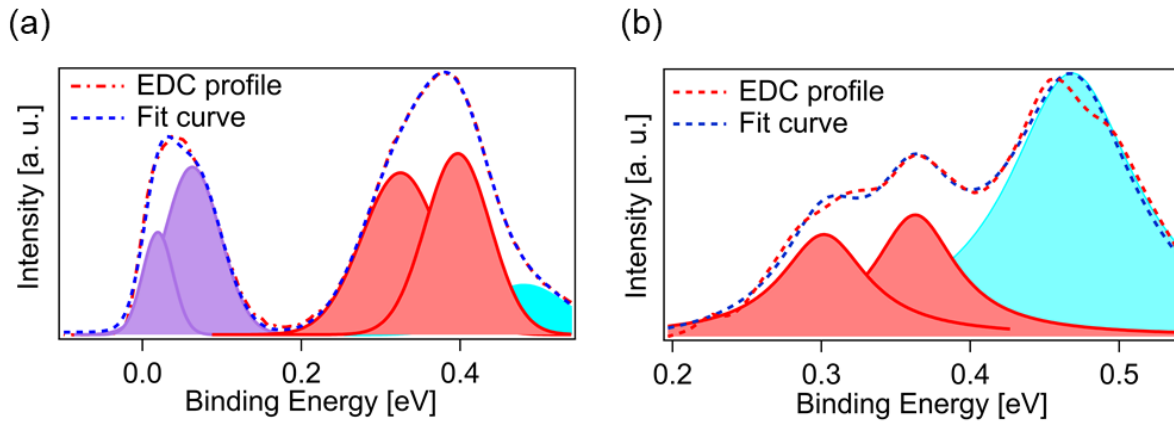 (a)
EDC profile
Fit curve
Intensity [a. u.]
0.0 0.2 0.4
Binding Energy [eV]
(b)
EDC profile
Fit curve
Intensity [a. u.]
0.2 0.3 0.4 0.5
Binding Energy [eV]